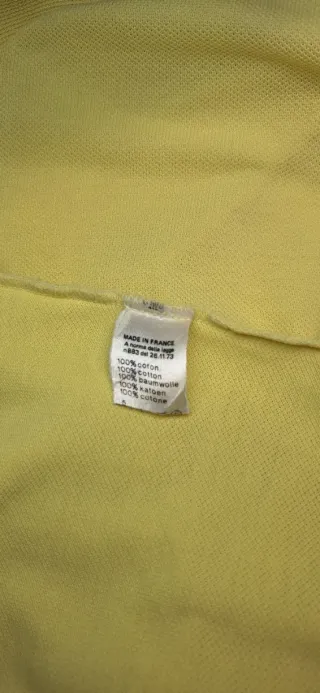 MADE IN FRANCE
A norma della legge
n883 del 26.11.73
100% coton
100% cotton
100% baumwolle
100% katoen
100% cotone